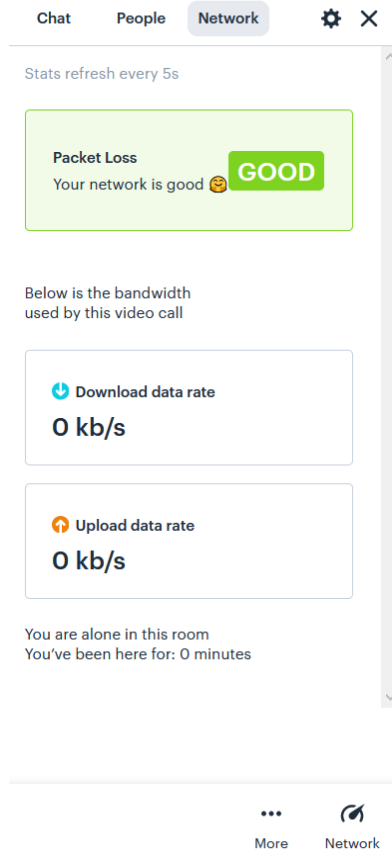 Chat People Network
Stats refresh every 5s
Packet Loss
Your network is good 🤗
GOOD
Below is the bandwidth
used by this video call
Download data rate
0 kb/s
Upload data rate
0 kb/s
You are alone in this room
You’ve been here for: 0 minutes
More Network